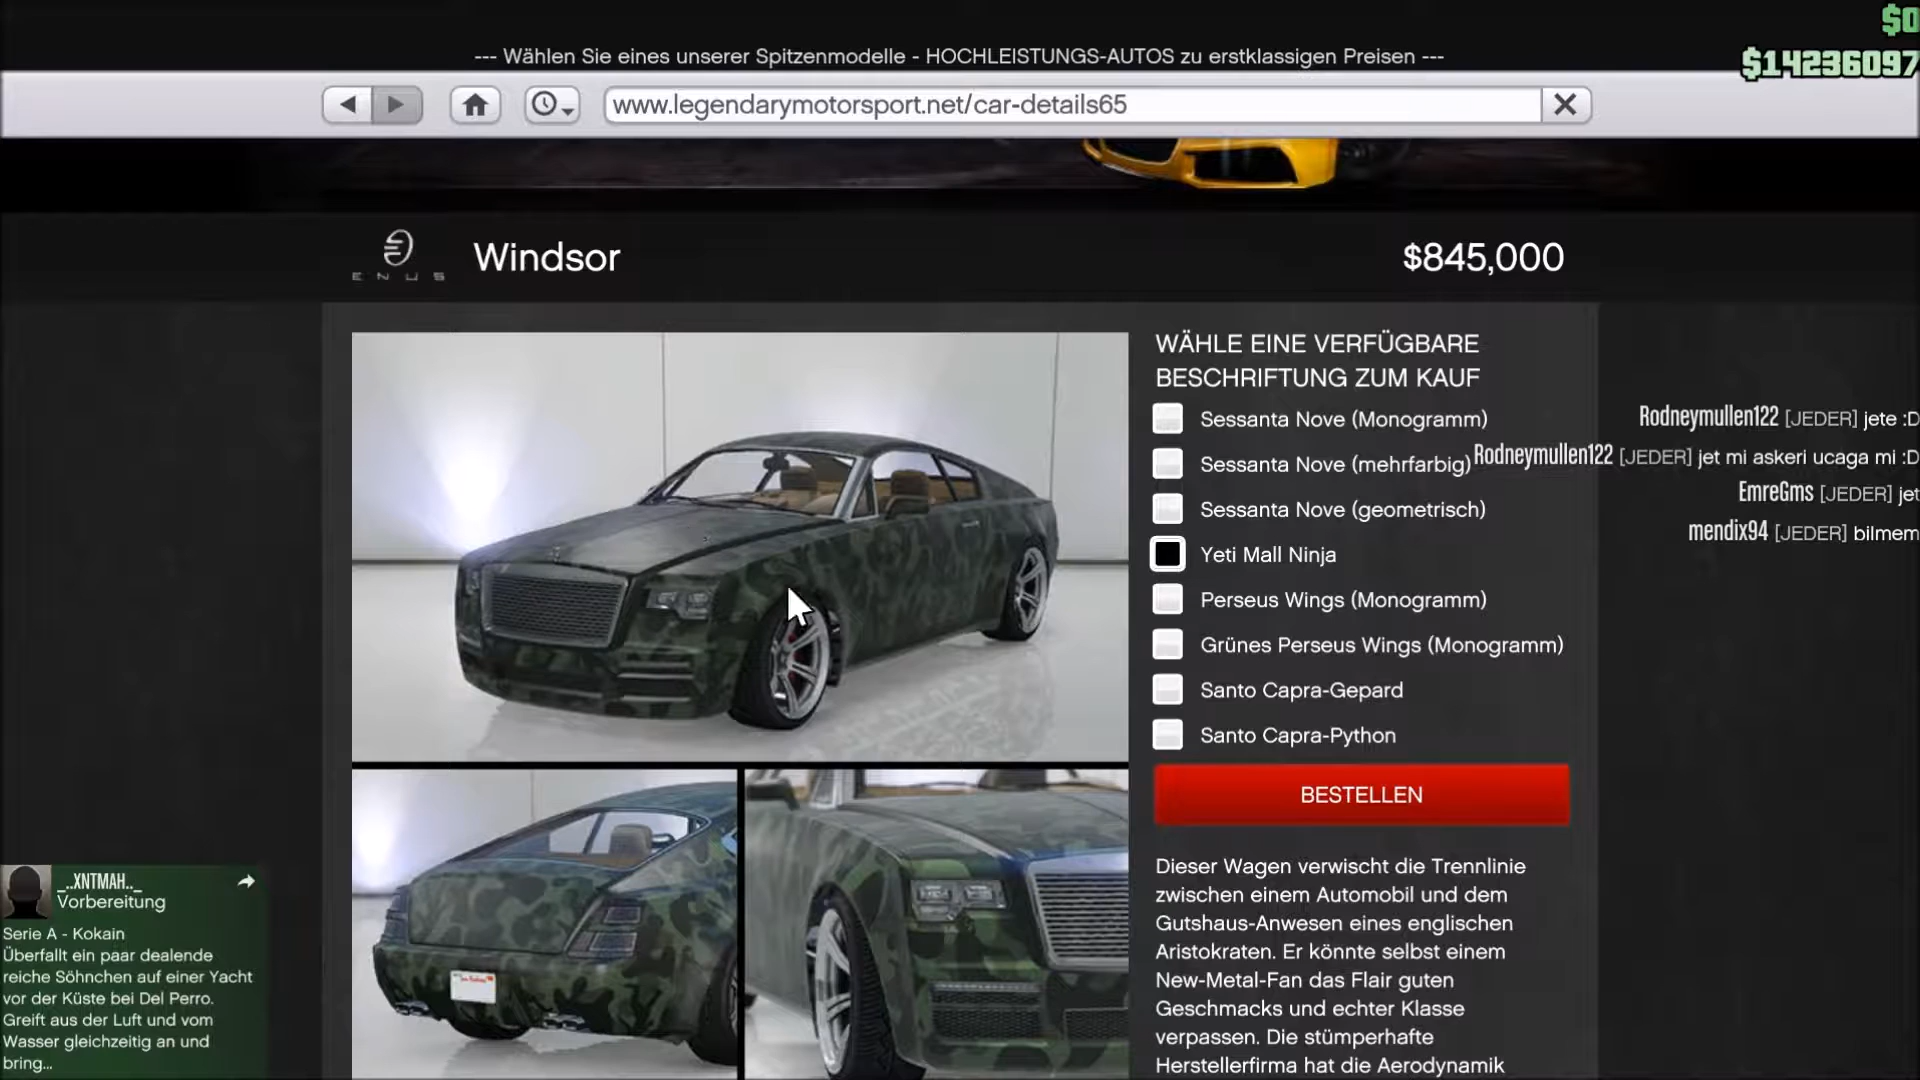 $0
--- Wählen Sie eines unserer Spitzenmodelle - HOCHLEISTUNGS-AUTOS zu erstklassigen Preisen ---
$14236097
www.legendarymotorsport.net/car-details65
ENUS
Windsor
$845,000
WÄHLE EINE VERFÜGBARE
BESCHRIFTUNG ZUM KAUF
Sessanta Nove (Monogramm)
Sessanta Nove (mehrfarbig)
Sessanta Nove (geometrisch)
Yeti Mall Ninja
Perseus Wings (Monogramm)
Grünes Perseus Wings (Monogramm)
Santo Capra-Gepard
Santo Capra-Python
BESTELLEN
Dieser Wagen verwischt die Trennlinie
zwischen einem Automobil und dem
Gutshaus-Anwesen eines englischen
Aristokraten. Er könnte selbst einem
New-Metal-Fan das Flair guten
Geschmacks und echter Klasse
verpassen. Die stümperhafte
Herstellerfirma hat die Aerodynamik
Rodneymullen122 [JEDER] jete :D
Rodneymullen122 [JEDER] jet mi askeri ucaga mi :D
EmreGms [JEDER] jet
mendix94 [JEDER] bilmem
_..XNTMAH.._
Vorbereitung
Serie A - Kokain
Überfallt ein paar dealende
reiche Söhnchen auf einer Yacht
vor der Küste bei Del Perro.
Greift aus der Luft und vom
Wasser gleichzeitig an und
bring...